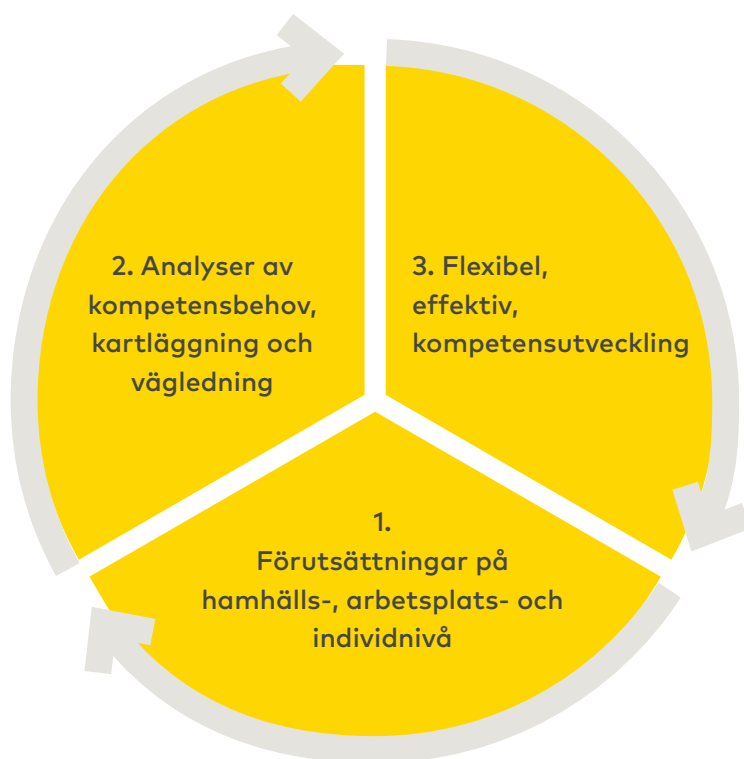 2. Analyser av
kompetensbehov,
kartläggning och
vägledning
3. Flexibel,
effektiv,
kompetensutveckling
1.
Förutsättningar på
hamhälls-, arbetsplats- och
individnivå